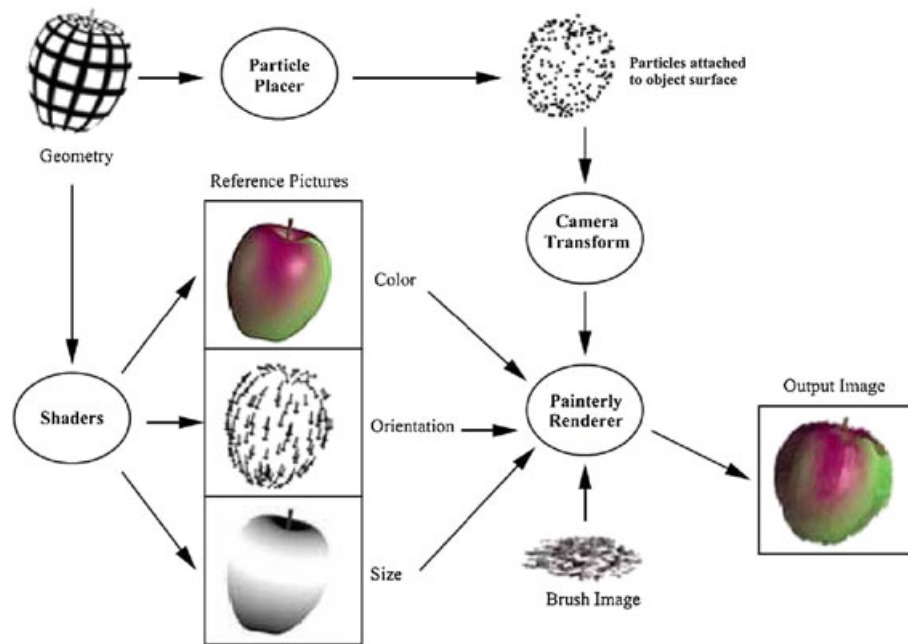 Particle
Placer
Particles attached
to object surface
Geometry
Reference Pictures
Camera
Transform
Color
Shaders
Orientation
Painterly
Renderer
Output Image
Size
Brush Image